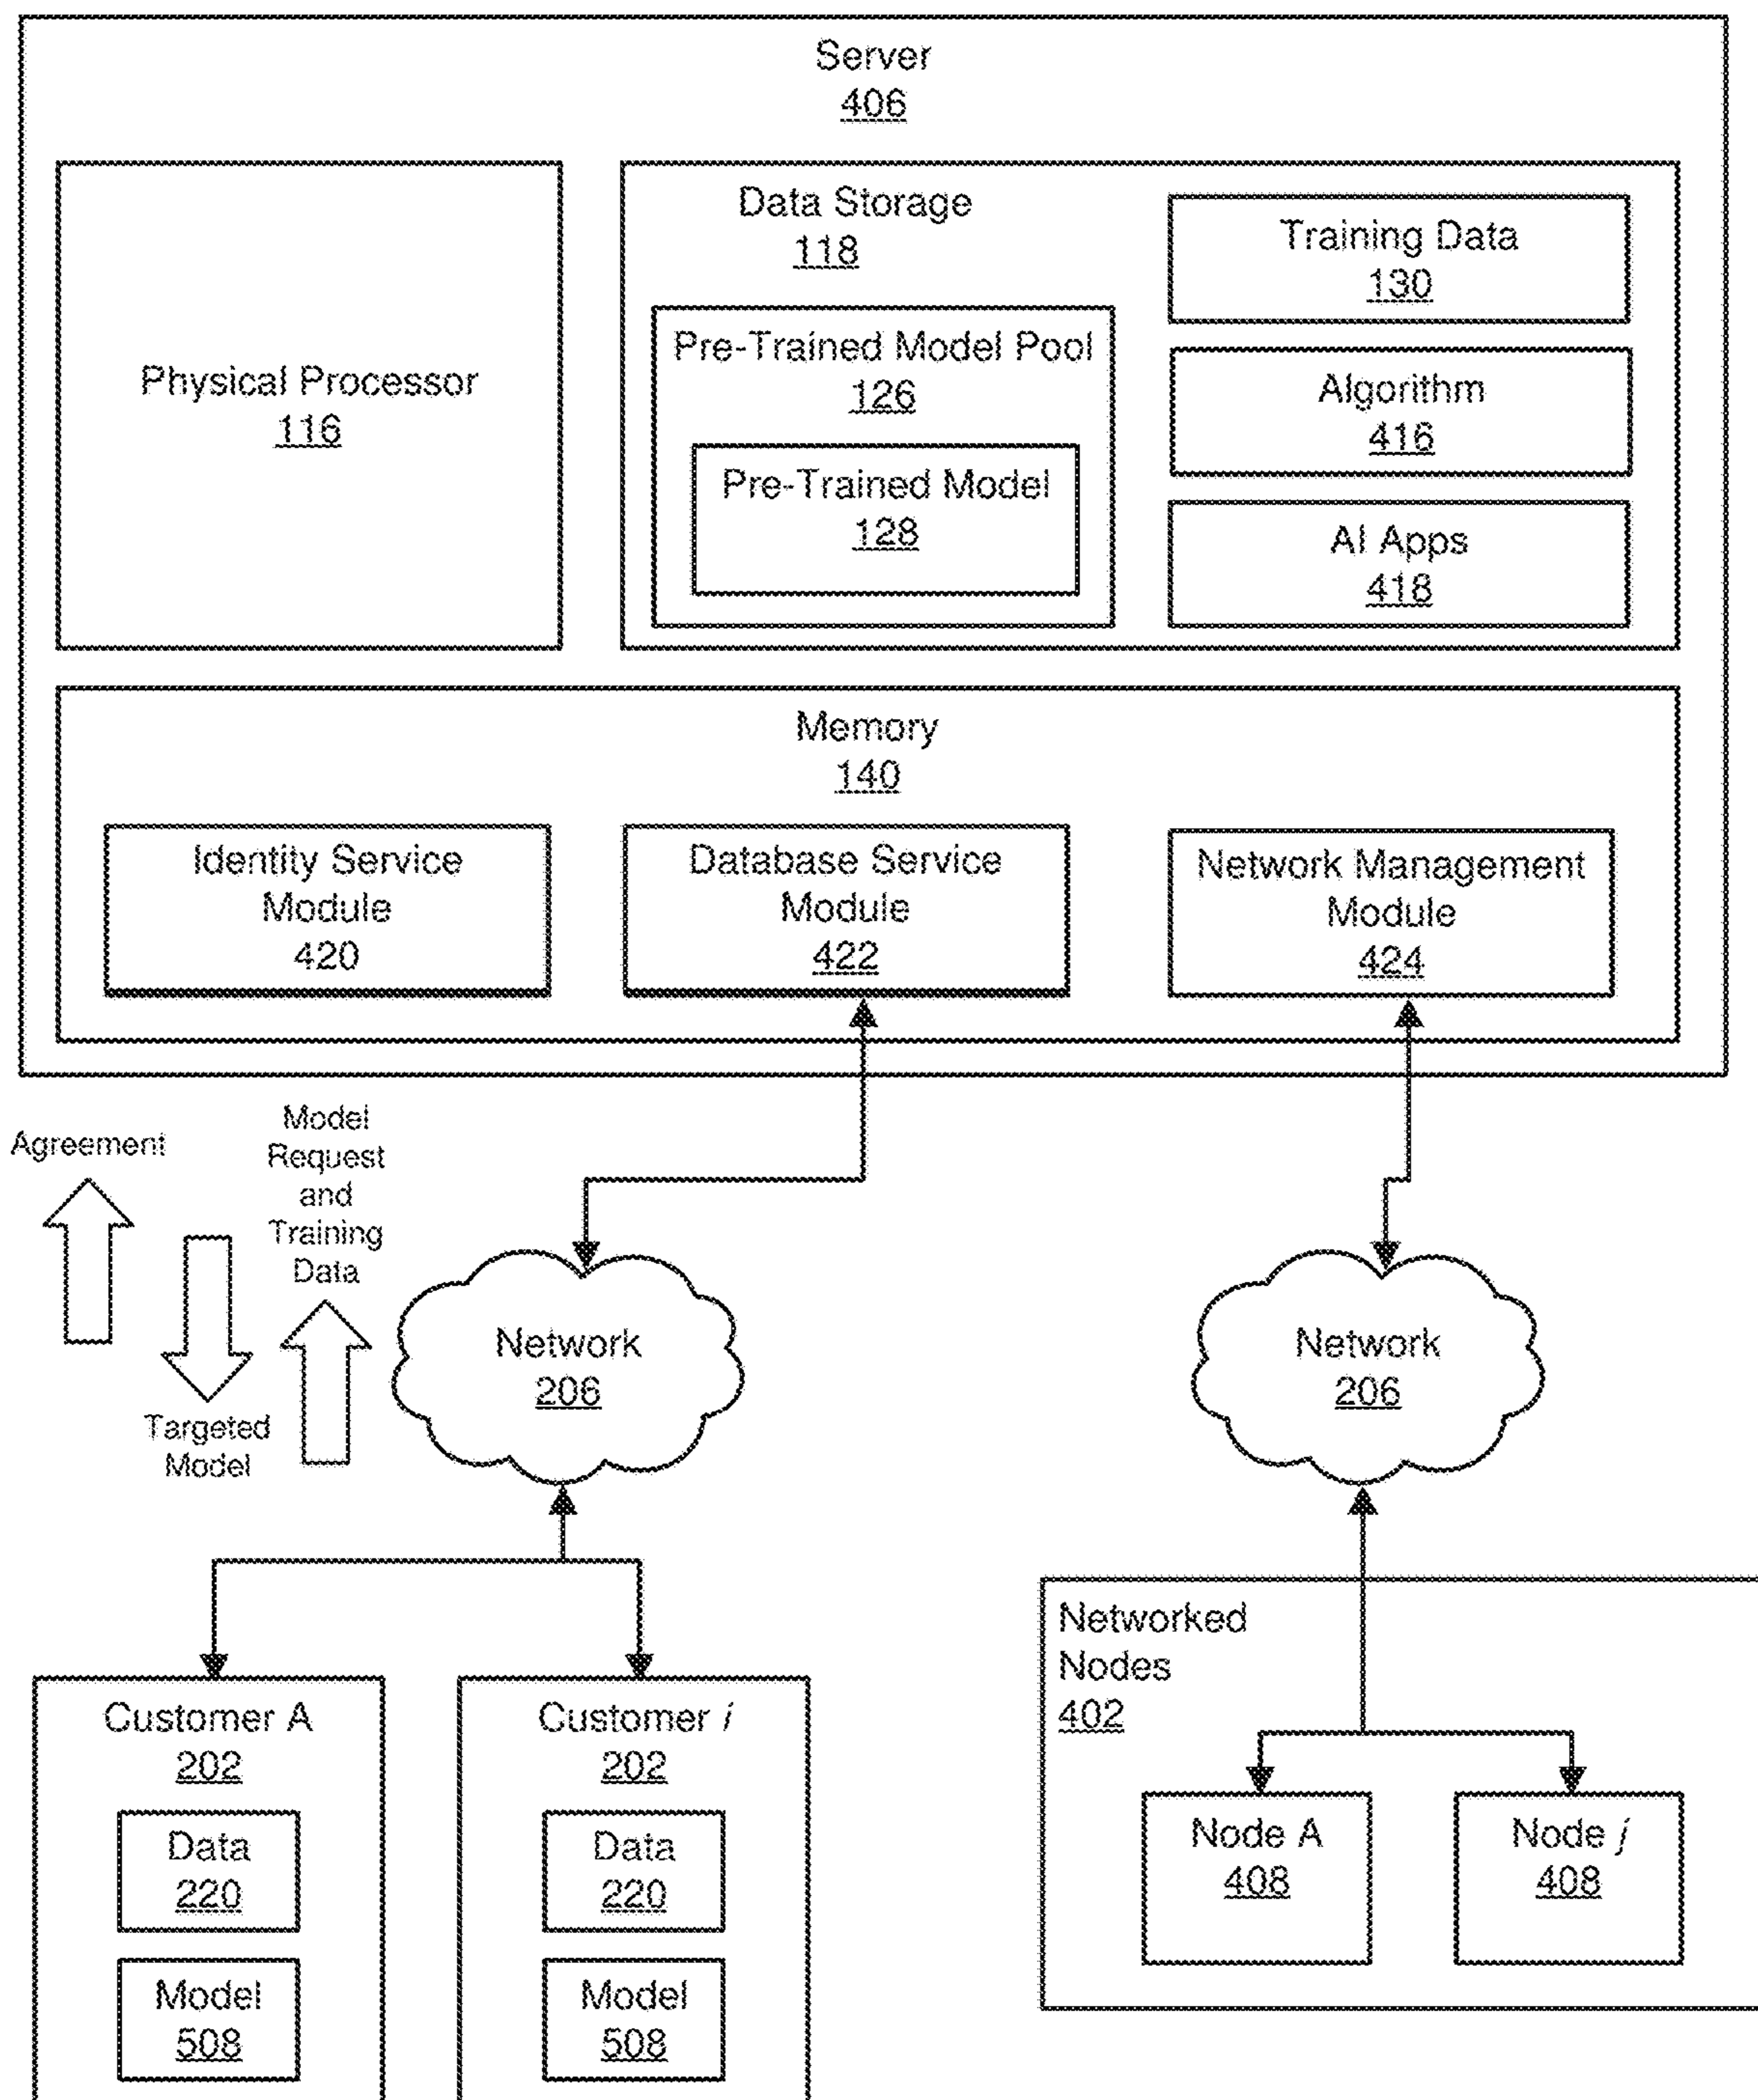 Server
406
Physical Processor
116
Data Storage
118
Pre-Trained Model Pool
126
Pre-Trained Model
128
Training Data
130
Algorithm
416
AI Apps
418
Memory
140
Identity Service
Module
420
Database Service
Module
422
Network Management
Module
424
Agreement
Targeted
Model
Model
Request
and
Training
Data
Network
206
Network
206
Customer A
202
Data
220
Model
508
Customer i
202
Data
220
Model
508
Networked
Nodes
402
Node A
408
Node j
408